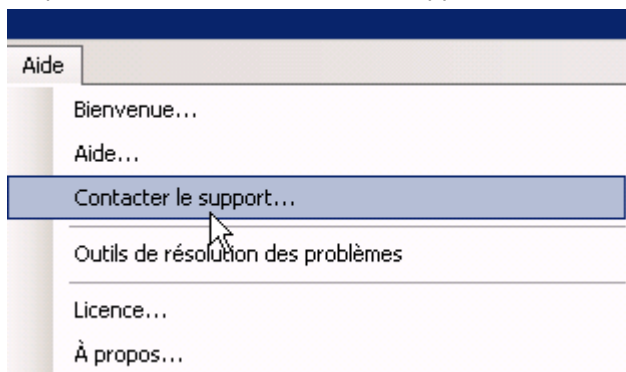 Aide
Bienvenue...
Aide...
Contacter le support...
Outils de résolution des problèmes
Licence...
À propos...